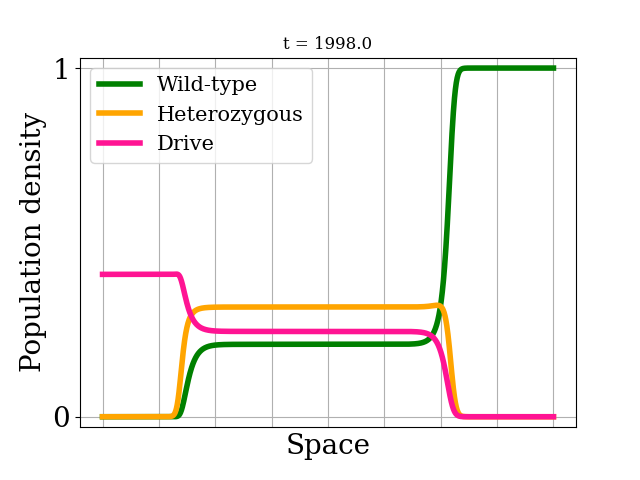 t = 1998.0
1
Wild-type
Heterozygous
Drive
Population density
0
Space